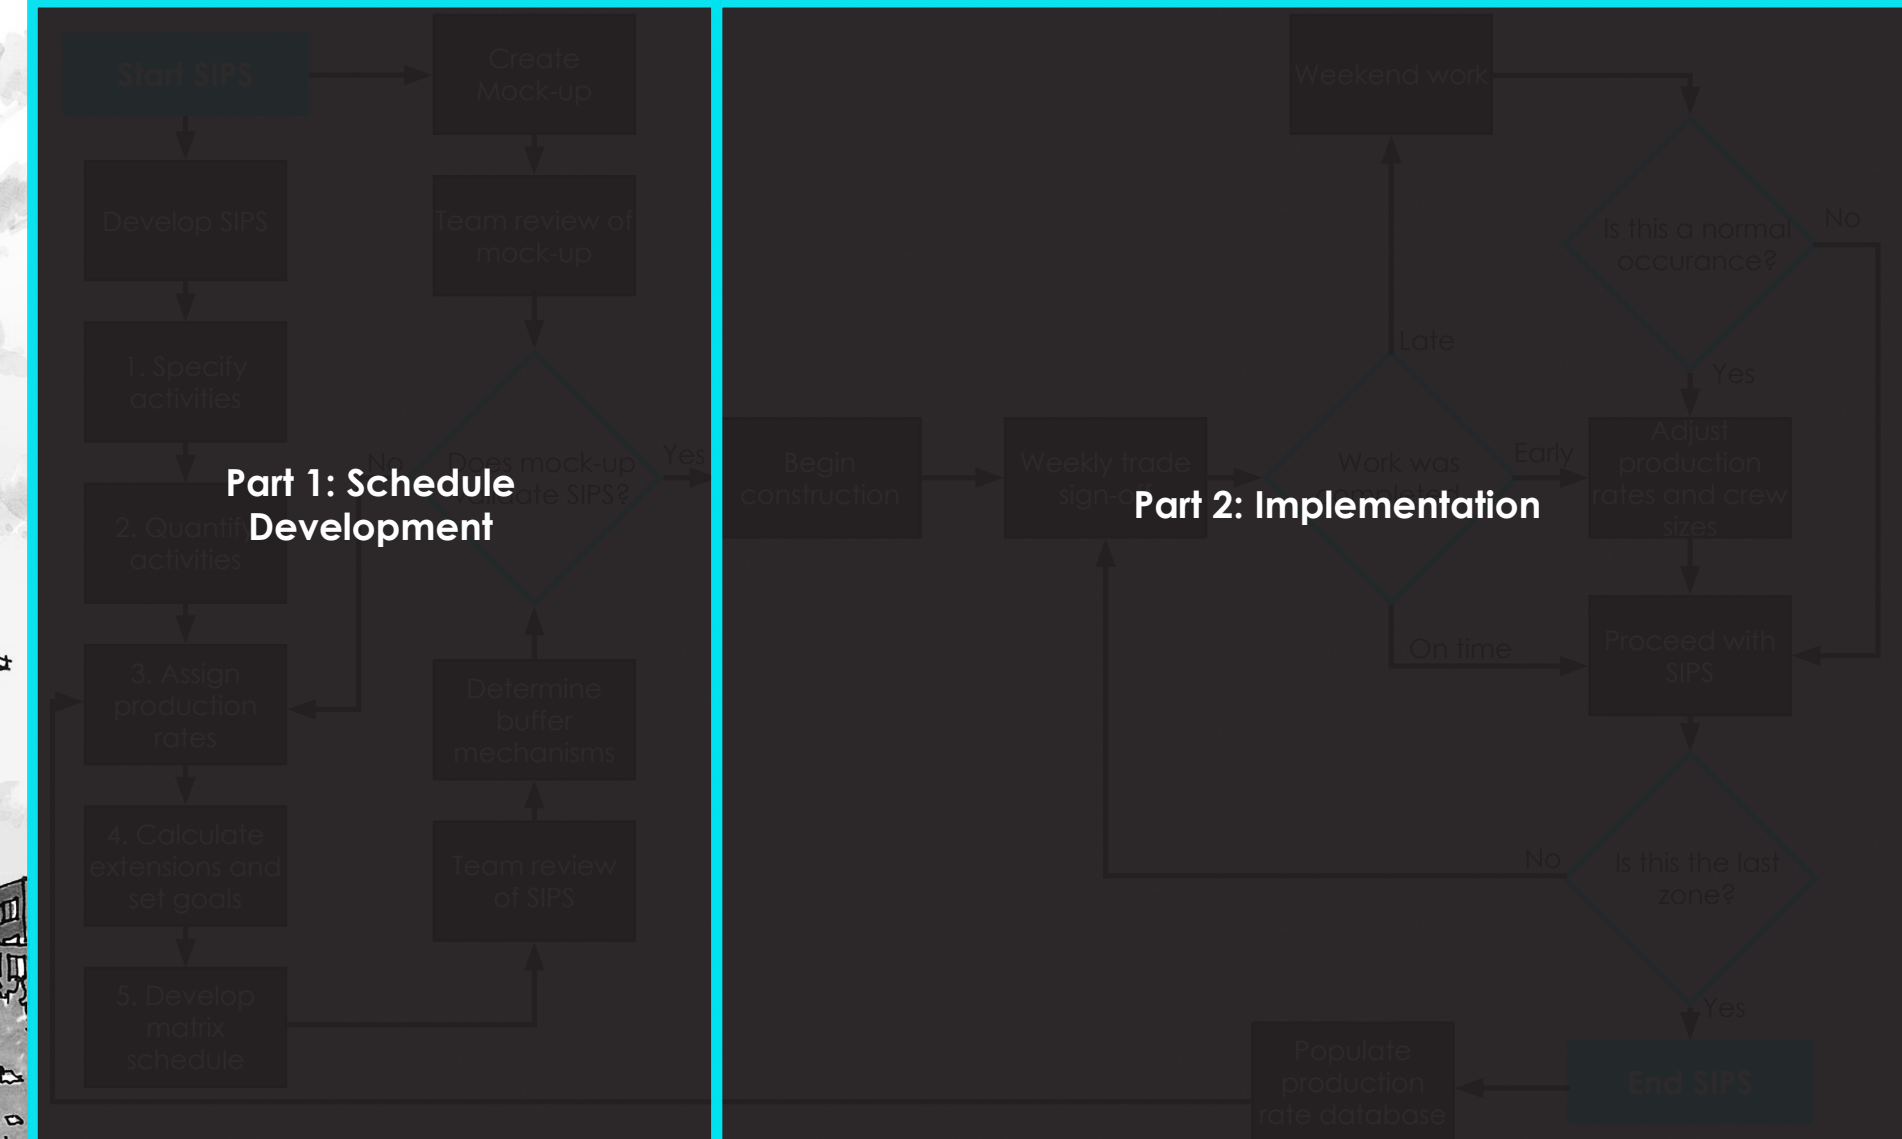 Start SIPS
Create
Mock-up
Develop SIPS
Team review of
mock-up
1. Specify
activities
No
Does mock-up
SIPS?
Yes
2. Quantify
activities
3. Assign
production
rates
Determine
buffer
mechanisms
4. Calculate
extensions and
set goals
Team review
of SIPS
5. Develop
matrix
schedule
Part 1: Schedule
Development
Weekend work
Is this a normal
occurance?
No
Late
Yes
Begin
construction
Weekly trade
sign-off
Work was
Early
Adjust
production
rates and crew
sizes
Part 2: Implementation
On time
Proceed with
SIPS
No
Is this the last
zone?
Yes
Populate
production
rate database
End SIPS